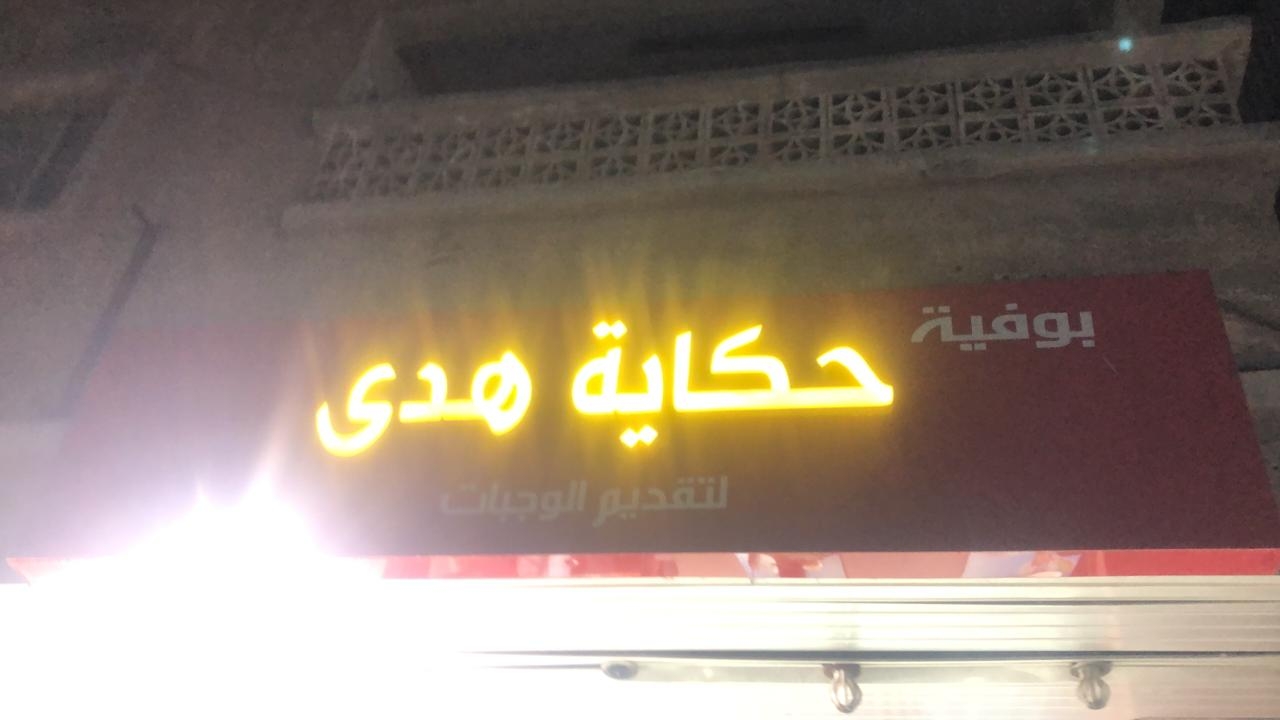 بوفية
حكاية هدى
لتقديم الوجبات